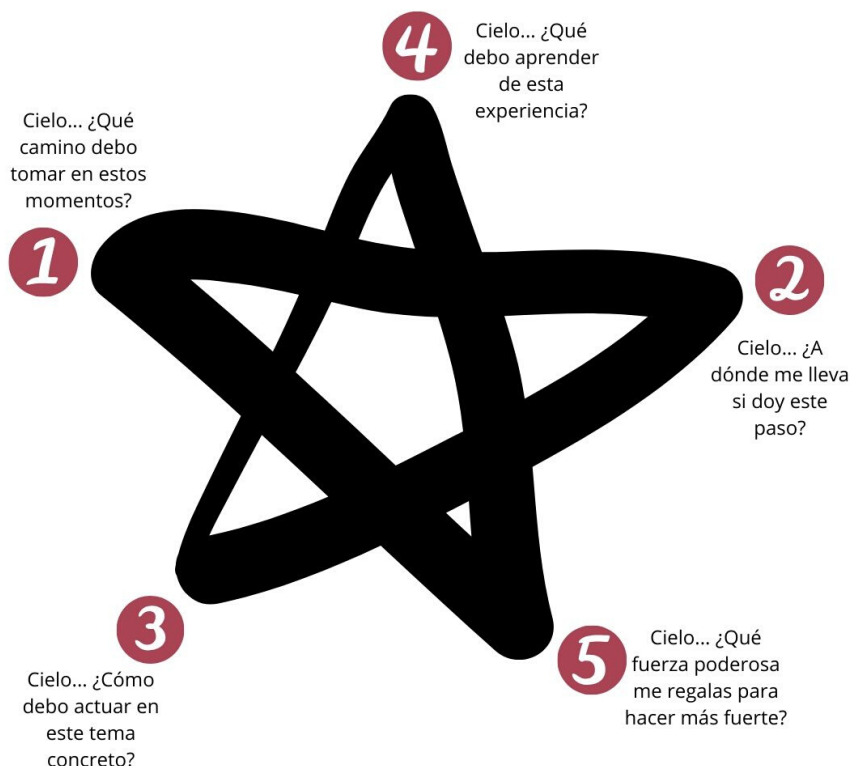 4
Cielo... ¿Qué
debo aprender
de esta
experiencia?
Cielo... ¿Qué
camino debo
tomar en estos
momentos?
1
2
Cielo... ¿A
dónde me lleva
si doy este
paso?
3
Cielo... ¿Cómo
debo actuar en
este tema
concreto?
5
Cielo... ¿Qué
fuerza poderosa
me regalas para
hacer más fuerte?